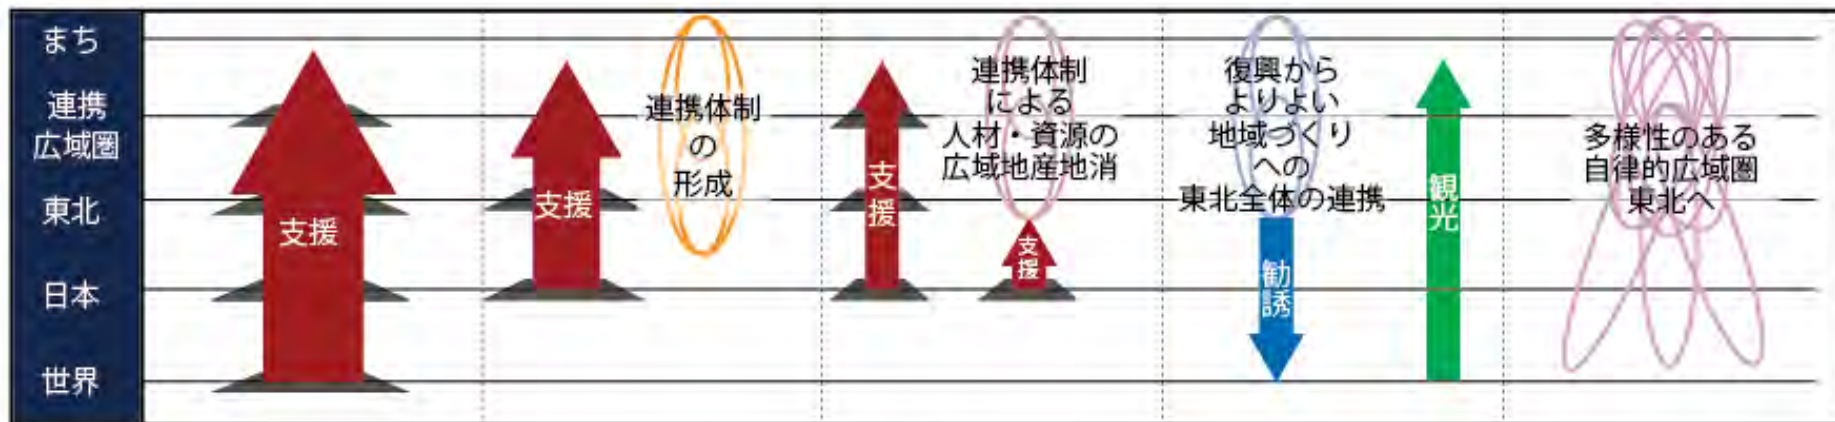 まち
連携
広域圏
東北
日本
世界
支援
支援
連携体制
の
形成
支援
連携体制
による
人材・資源の
広域地産地消
支援
復興から
よりよい
地域づくり
への
東北全体の連携
勧誘
観光
多様性のある
自律的広域圏
東北へ